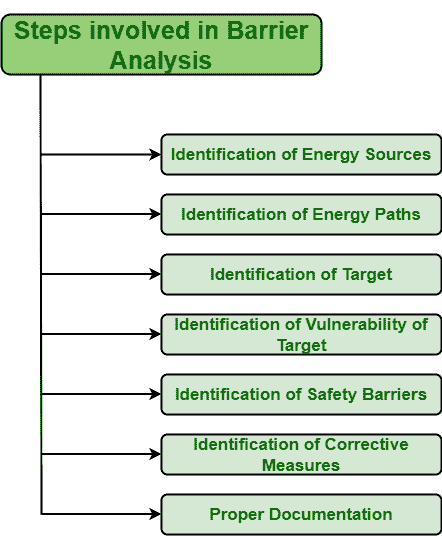 Steps involved in Barrier
Analysis
Identification of Energy Sources
Identification of Energy Paths
Identification of Target
Identification of Vulnerability of
Target
Identification of Safety Barriers
Identification of Corrective
Measures
Proper Documentation